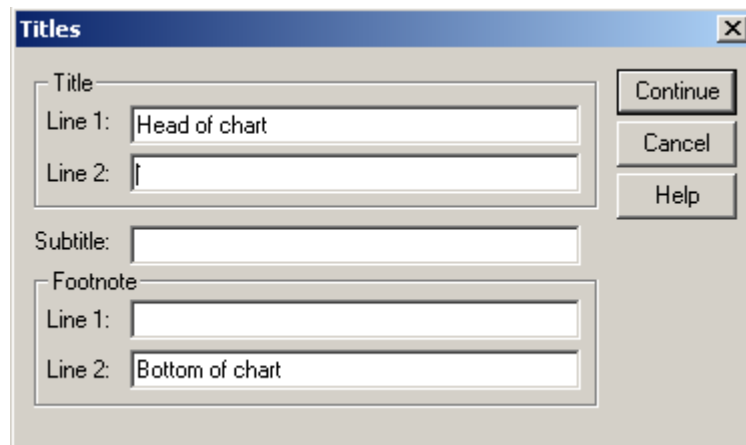 Titles
Title
Line 1: Head of chart
Line 2:
Subtitle:
Footnote
Line 1:
Line 2: Bottom of chart
Continue
Cancel
Help